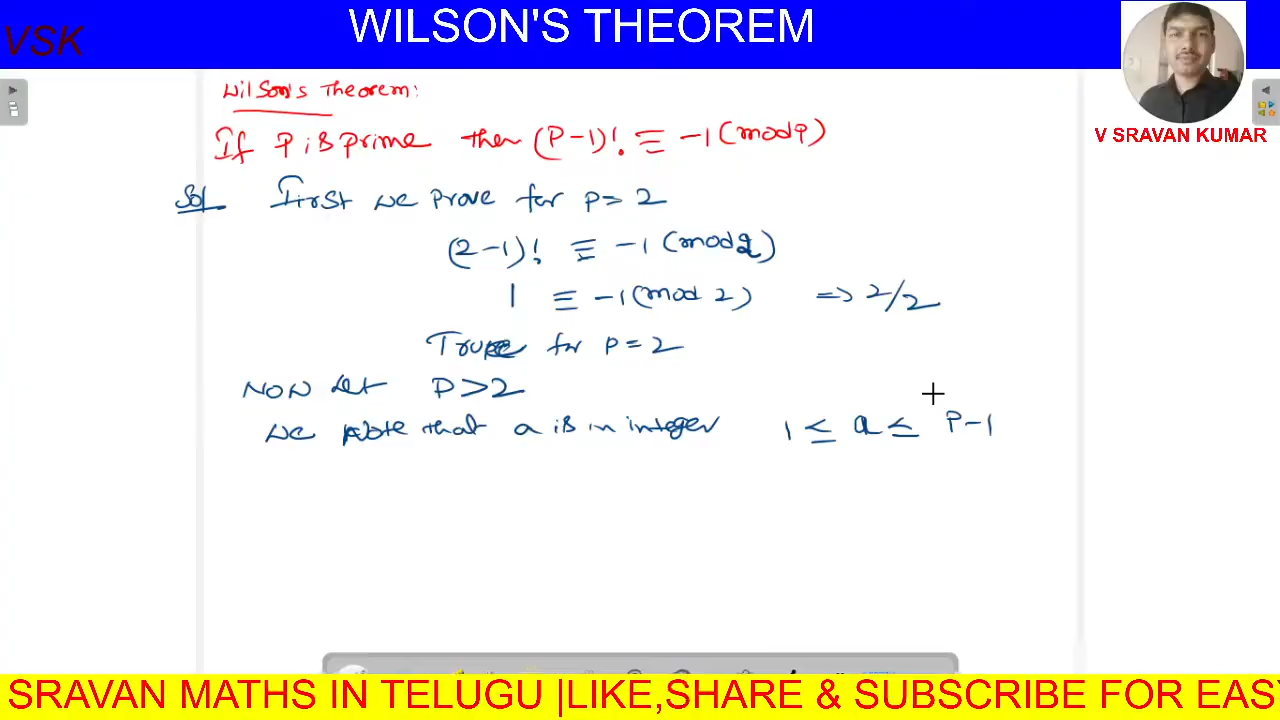 WILSON'S THEOREM
VSK
Wilson's Theorem:
If P is prime then (P-1)! ≡ -1 (mod P)
V SRAVAN KUMAR
Sol First we prove for P = 2
(2-1)! ≡ -1 (mod 2)
1 ≡ -1 (mod 2) => 2/2
True for P = 2
Now Let P > 2
we Note that a is in integer 1 ≤ a ≤ P-1
SRAVAN MATHS IN TELUGU |LIKE,SHARE & SUBSCRIBE FOR EAS